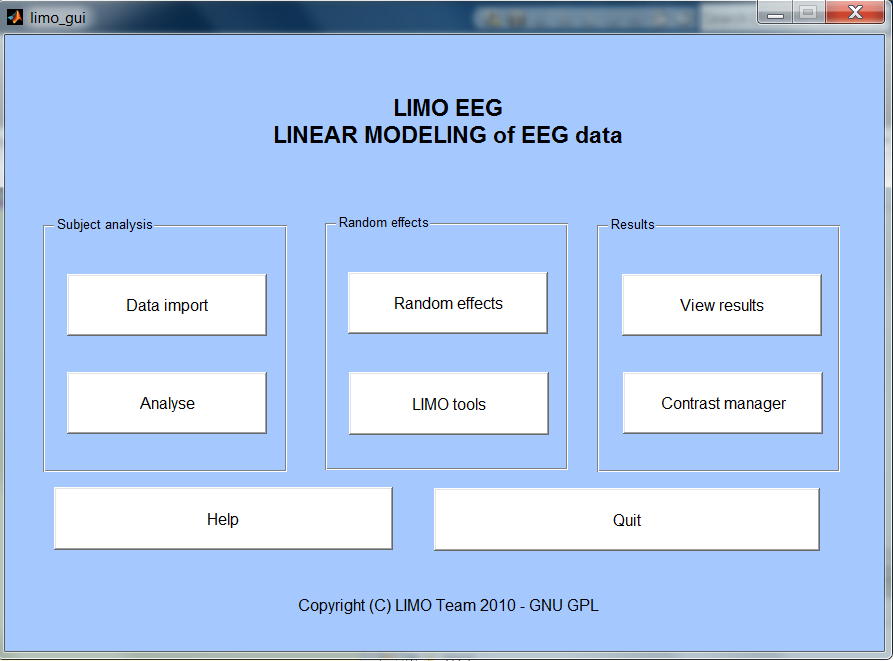 limo_gui
LIMO EEG
LINEAR MODELING of EEG data
Subject analysis
Data import
Analyse
Random effects
Random effects
LIMO tools
Results
View results
Contrast manager
Help
Quit
Copyright (C) LIMO Team 2010 - GNU GPL